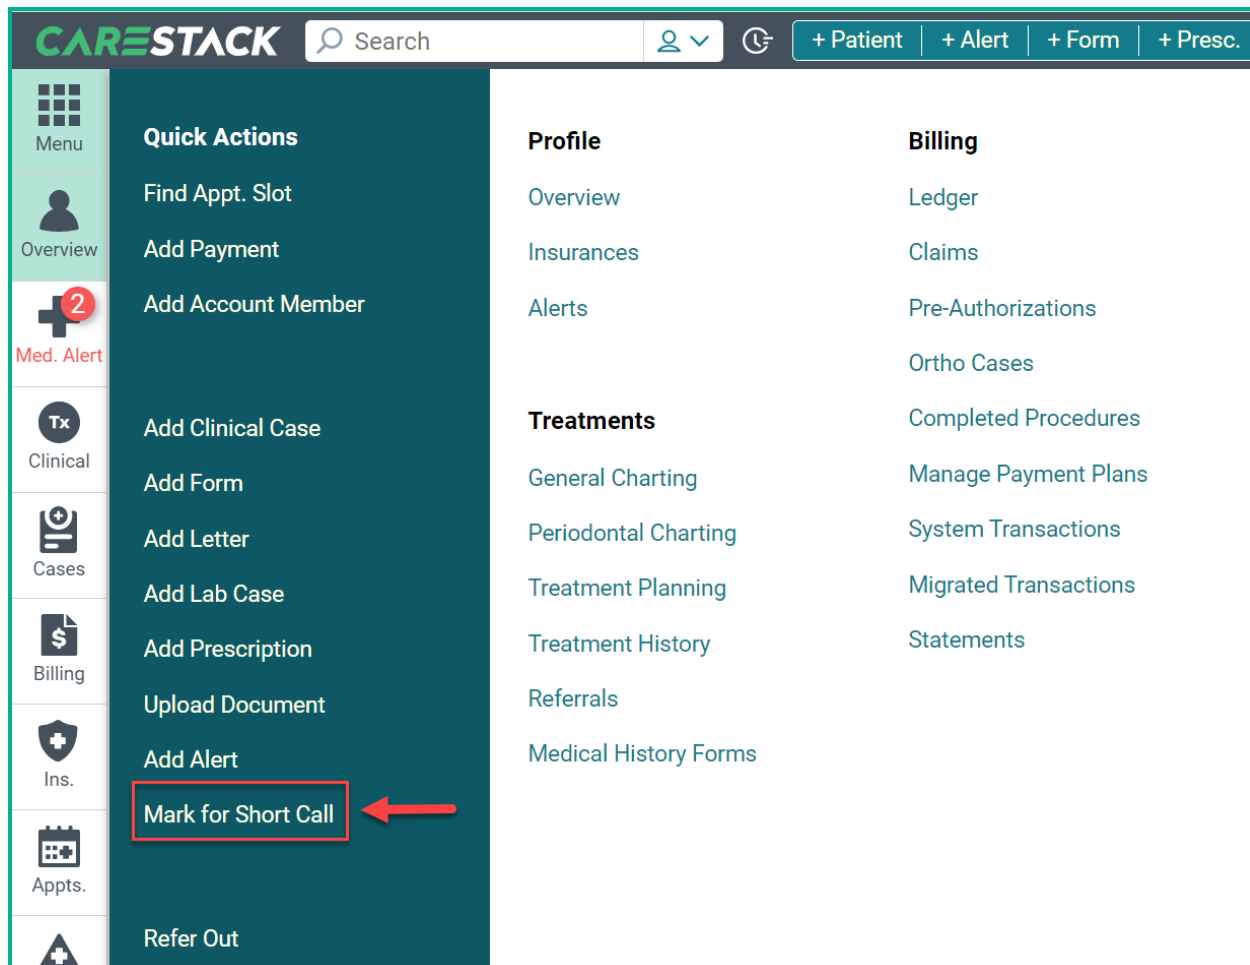 CARESTACK
Search
+ Patient
+ Alert
+ Form
+ Presc.
Menu
Overview
2
Med. Alert
Tx
Clinical
Cases
$
Billing
Ins.
Appts.
Quick Actions
Find Appt. Slot
Add Payment
Add Account Member
Add Clinical Case
Add Form
Add Letter
Add Lab Case
Add Prescription
Upload Document
Add Alert
Mark for Short Call
Refer Out
Profile
Overview
Insurances
Alerts
Treatments
General Charting
Periodontal Charting
Treatment Planning
Treatment History
Referrals
Medical History Forms
Billing
Ledger
Claims
Pre-Authorizations
Ortho Cases
Completed Procedures
Manage Payment Plans
System Transactions
Migrated Transactions
Statements